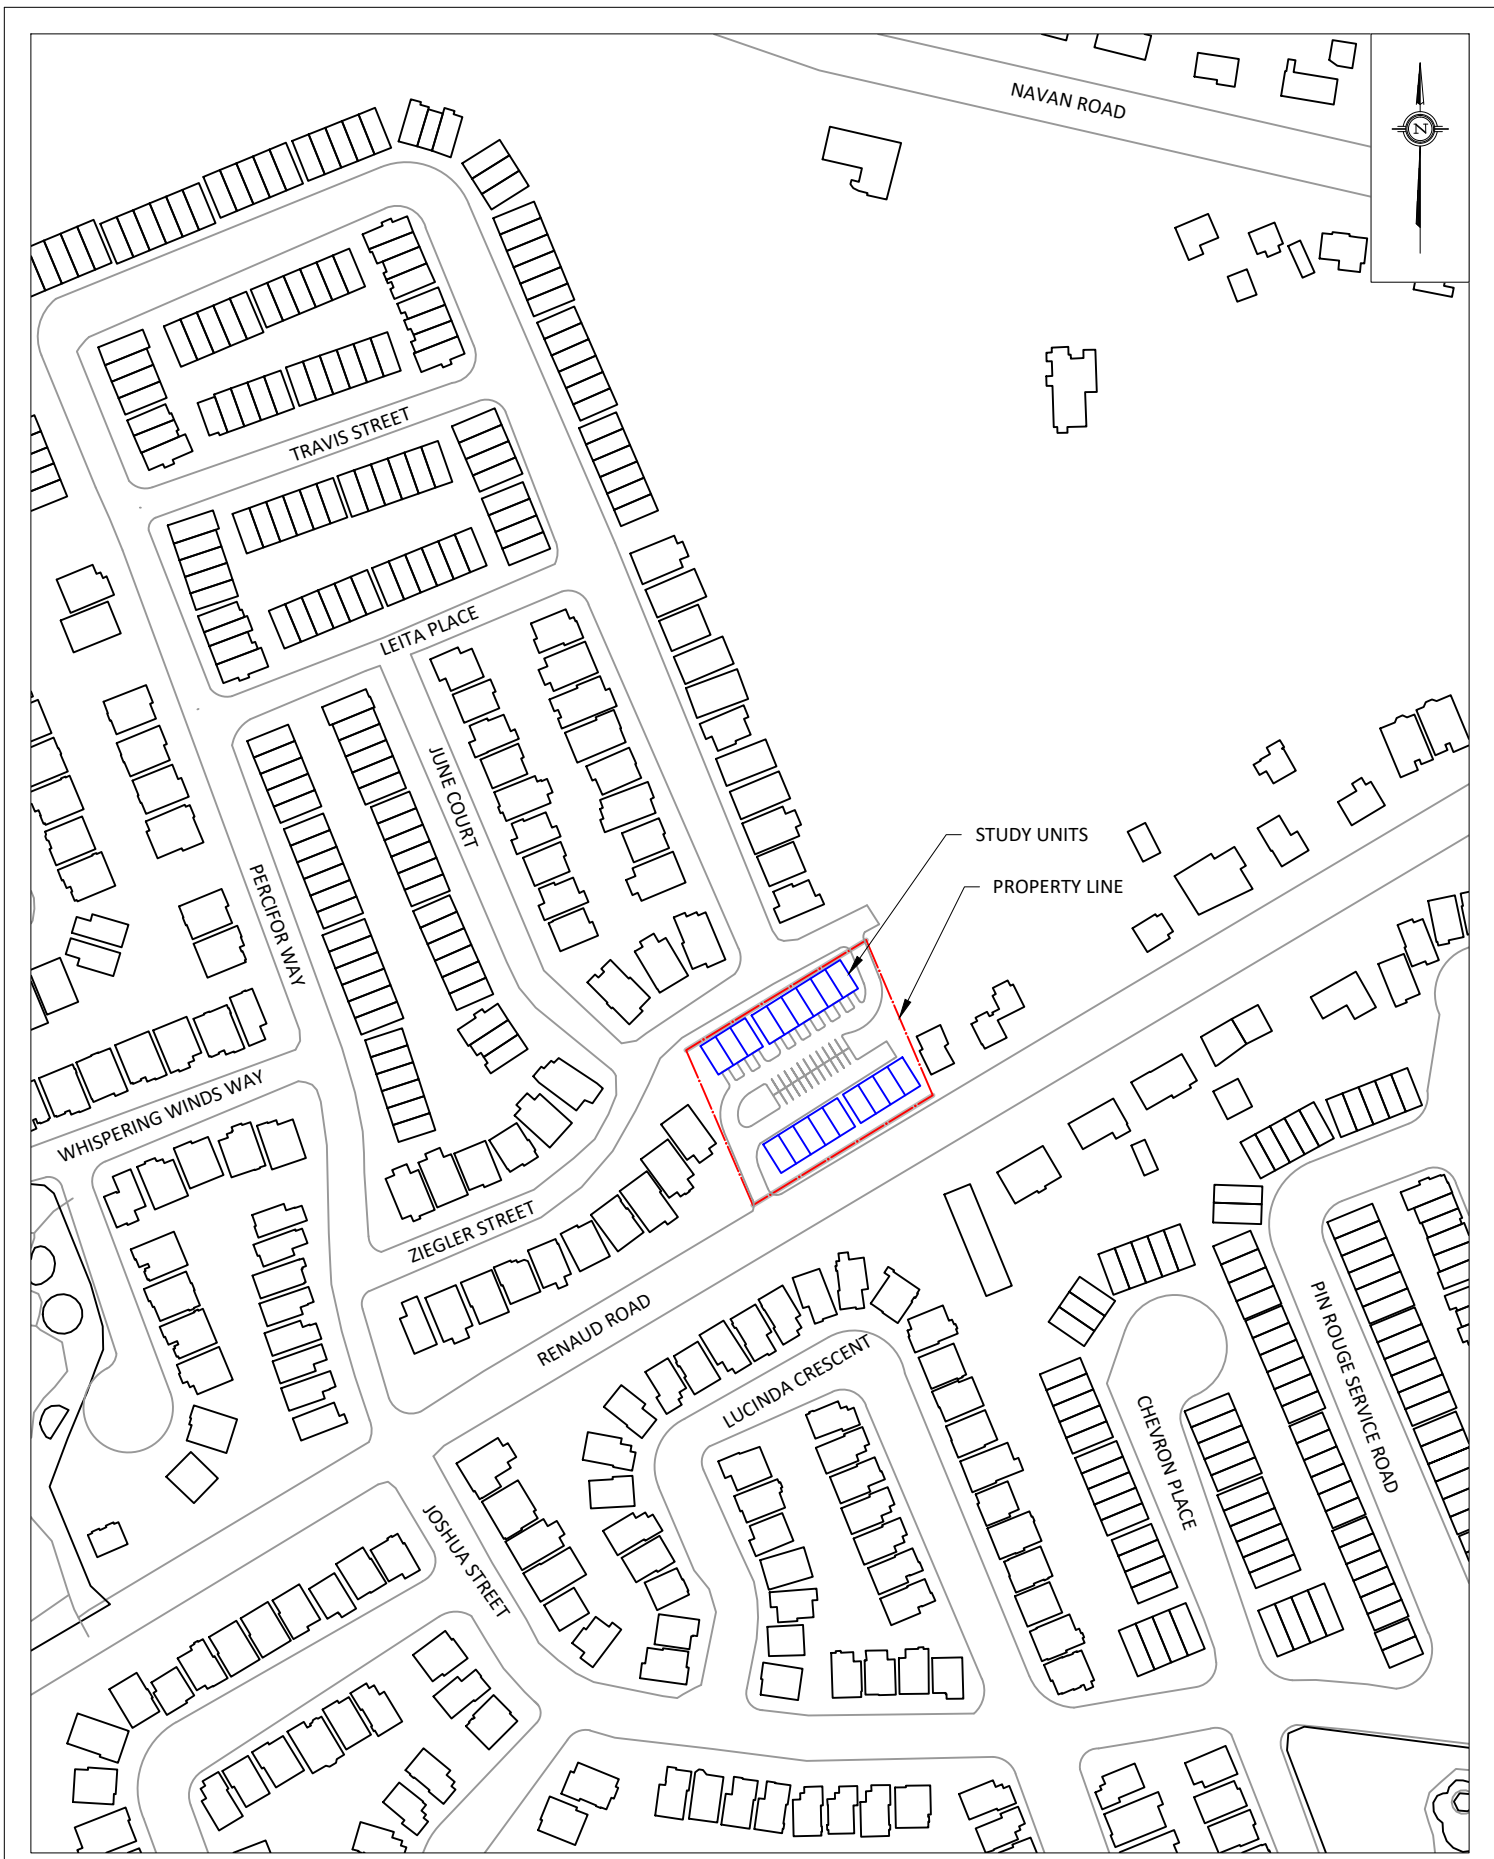 NAVAN ROAD
N
TRAVIS STREET
LEITA PLACE
JUNE COURT
STUDY UNITS
PROPERTY LINE
PERCIFOR WAY
WHISPERING WINDS WAY
ZIEGLER STREET
RENAUD ROAD
LUCINDA CRESCENT
PIN ROUGE SERVICE ROAD
CHEVRON PLACE
JOSHUA STREET